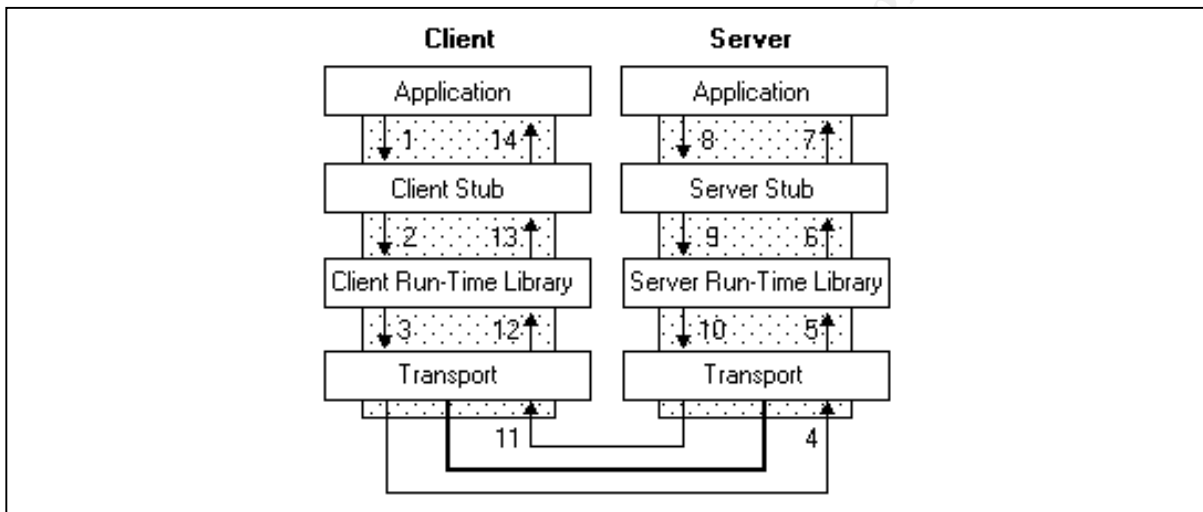 Client Server
Application Application
1 14 8 7
Client Stub Server Stub
2 13 9 6
Client Run-Time Library Server Run-Time Library
3 12 10 5
Transport Transport
11 4